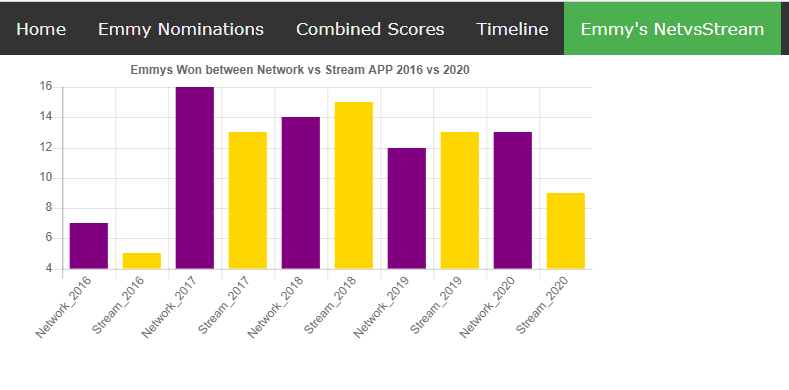 Home Emmy Nominations Combined Scores Timeline Emmy's NetvsStream
Emmys Won between Network vs Stream APP 2016 vs 2020
16
14
12
10
8
6
4
Network_2016
Stream_2016
Network_2017
Stream_2017
Network_2018
Stream_2018
Network_2019
Stream_2019
Network_2020
Stream_2020